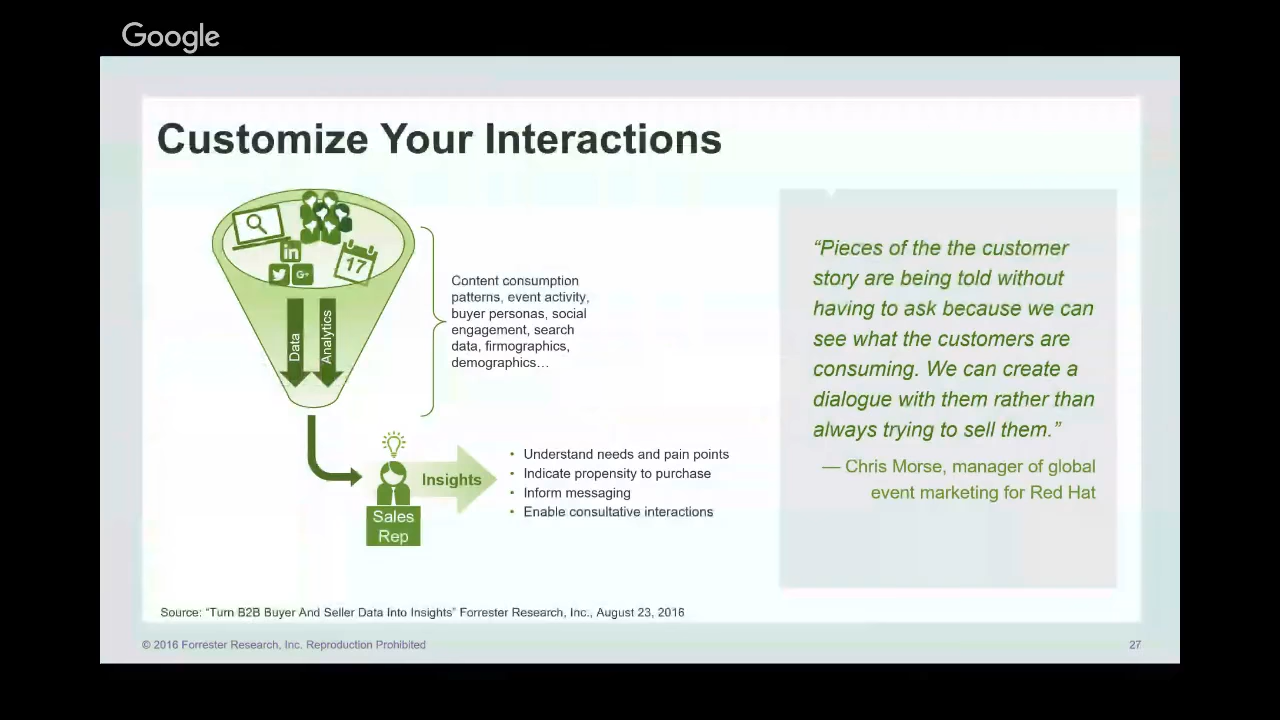 Google
Customize Your Interactions
in
17
G+
Data
Analytics
Content consumption
patterns, event activity,
buyer personas, social
engagement, search
data, firmographics,
demographics…
Insights
Sales
Rep
• Understand needs and pain points
• Indicate propensity to purchase
• Inform messaging
• Enable consultative interactions
“Pieces of the the customer
story are being told without
having to ask because we can
see what the customers are
consuming. We can create a
dialogue with them rather than
always trying to sell them.”
— Chris Morse, manager of global
event marketing for Red Hat
Source: “Turn B2B Buyer And Seller Data Into Insights” Forrester Research, Inc., August 23, 2016
© 2016 Forrester Research, Inc. Reproduction Prohibited
27